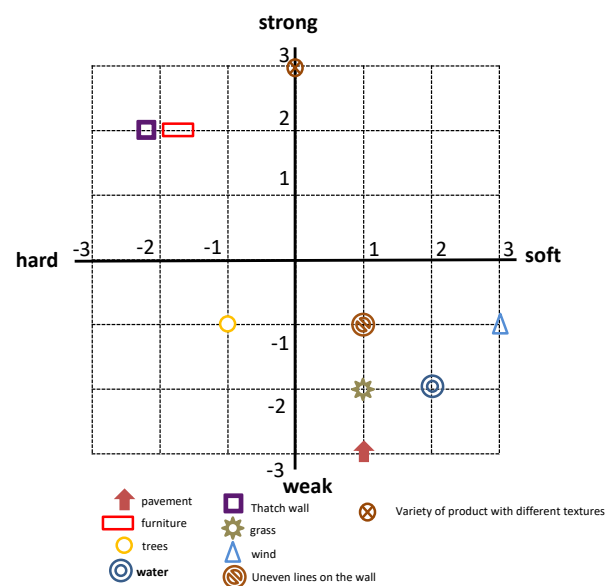 strong
3
2
1
-3 -2 -1 1 2 3
hard soft
-1
-2
-3
weak
pavement Thatch wall Variety of product with different textures
furniture grass
trees wind
water Uneven lines on the wall